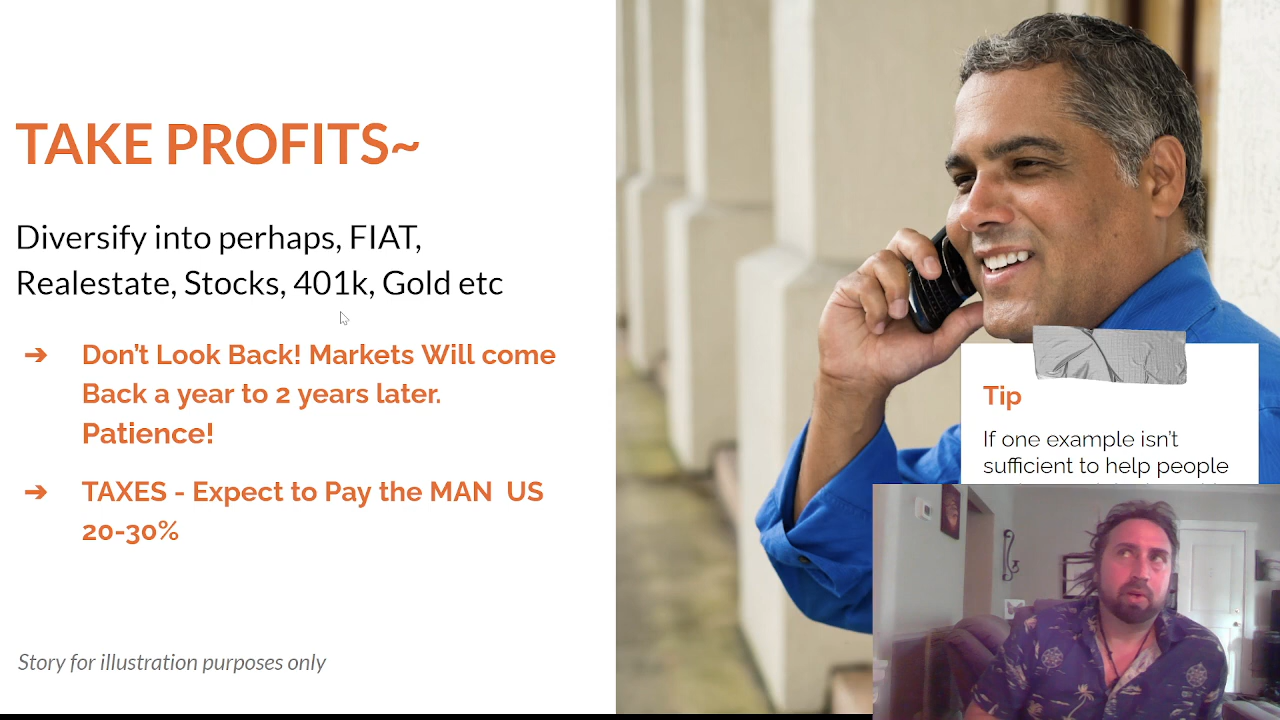 TAKE PROFITS~
Diversify into perhaps, FIAT,
Realestate, Stocks, 401k, Gold etc
➔ Don't Look Back! Markets Will come
Back a year to 2 years later.
Patience!
➔ TAXES - Expect to Pay the MAN US
20-30%
Story for illustration purposes only
Tip
If one example isn't
sufficient to help people